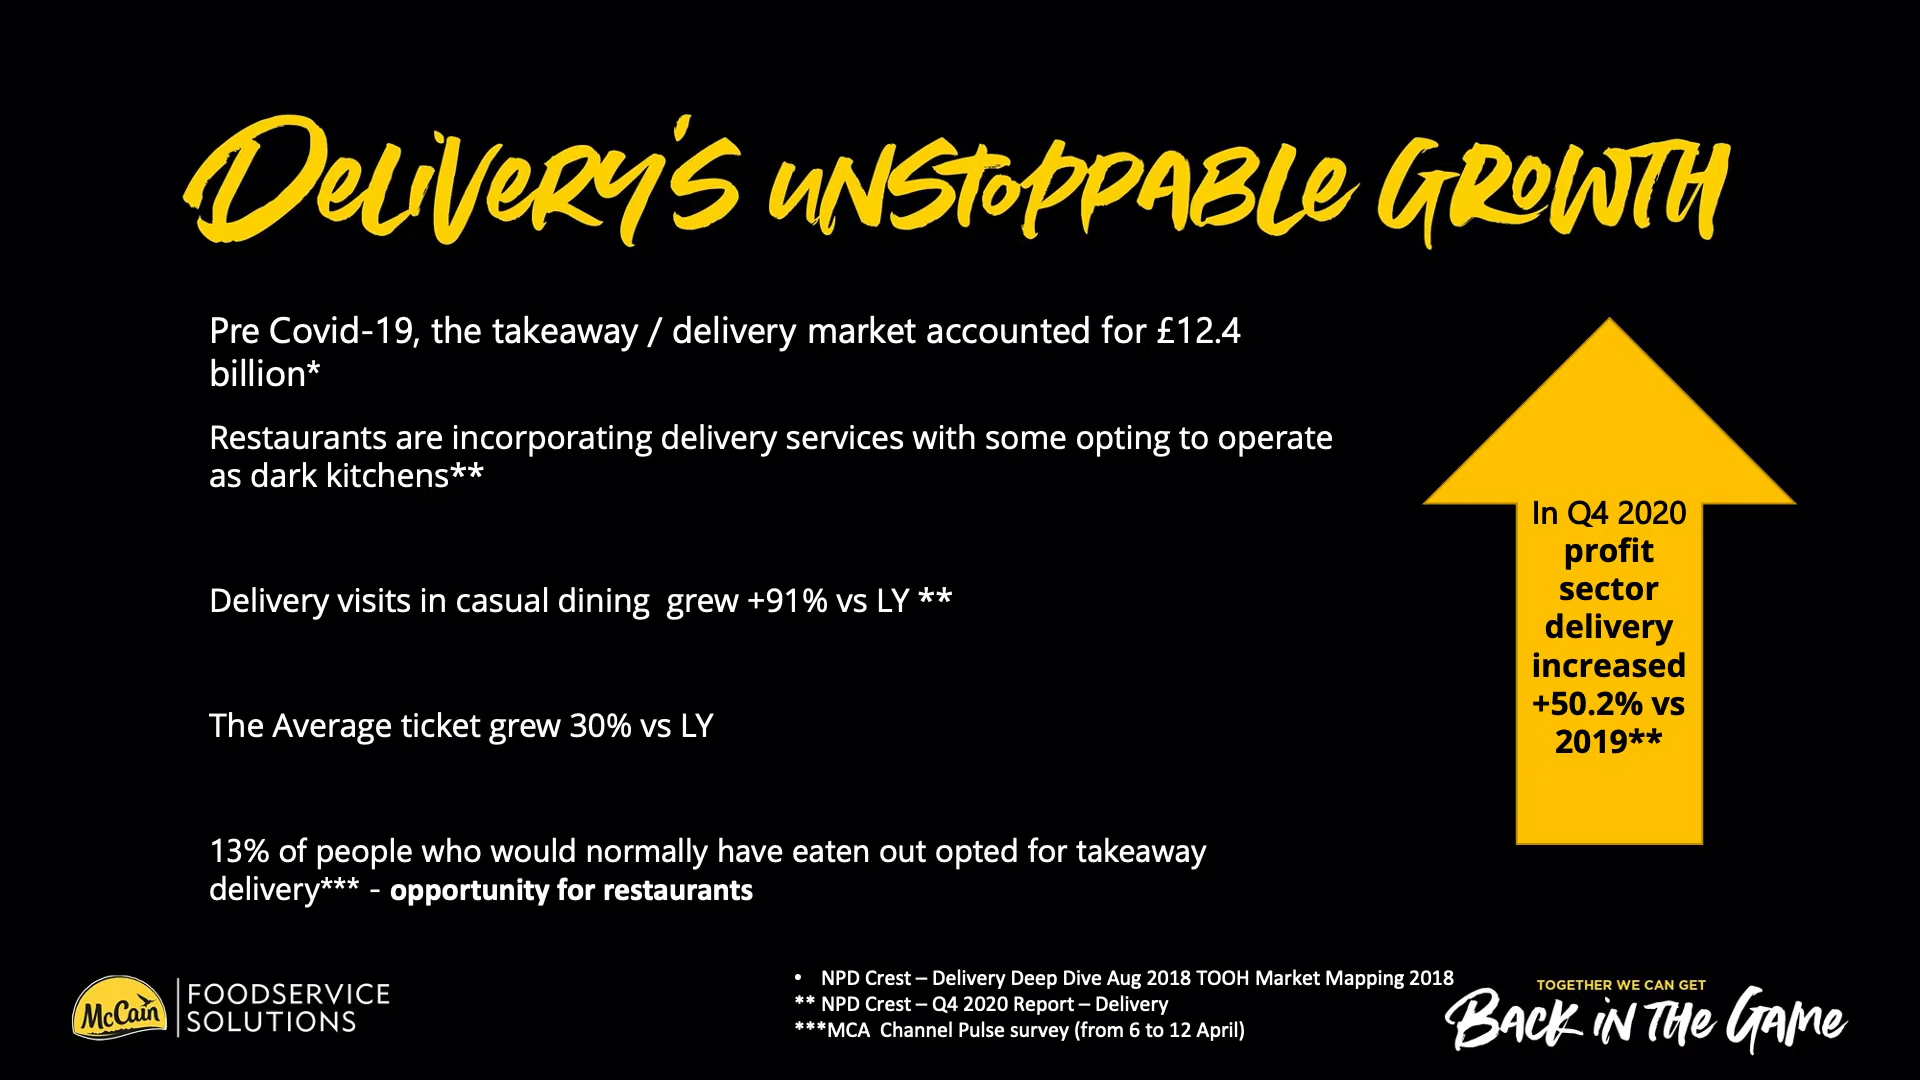 DELIVERY'S UNSTOPPABLE GROWTH
Pre Covid-19, the takeaway / delivery market accounted for £12.4
billion*
Restaurants are incorporating delivery services with some opting to operate
as dark kitchens**
Delivery visits in casual dining  grew +91% vs LY **
The Average ticket grew 30% vs LY
13% of people who would normally have eaten out opted for takeaway
delivery*** - opportunity for restaurants
In Q4 2020
profit
sector
delivery
increased
+50.2% vs
2019**
• NPD Crest – Delivery Deep Dive Aug 2018 TOOH Market Mapping 2018
** NPD Crest – Q4 2020 Report – Delivery
***MCA  Channel Pulse survey (from 6 to 12 April)
McCain
FOODSERVICE
SOLUTIONS
TOGETHER WE CAN GET
BACK IN THE GAME